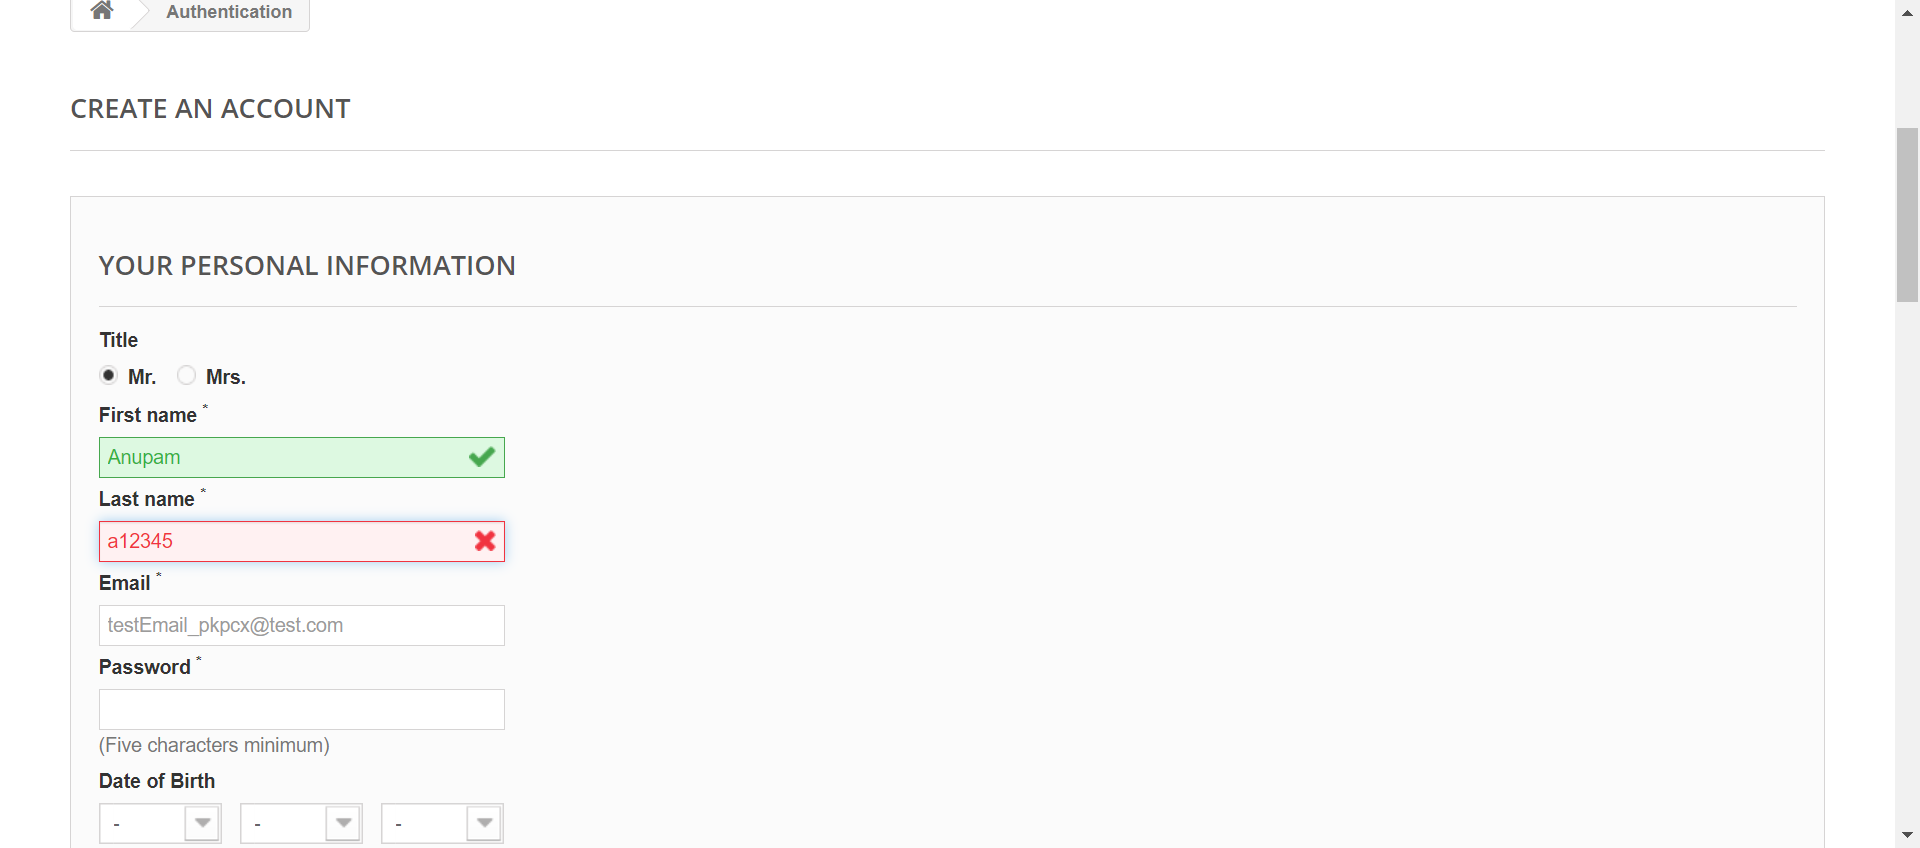 Authentication
CREATE AN ACCOUNT
YOUR PERSONAL INFORMATION
Title
Mr. Mrs.
First name *
Anupam
Last name *
a12345
Email *
testEmail_pkpcx@test.com
Password *
(Five characters minimum)
Date of Birth
- - -